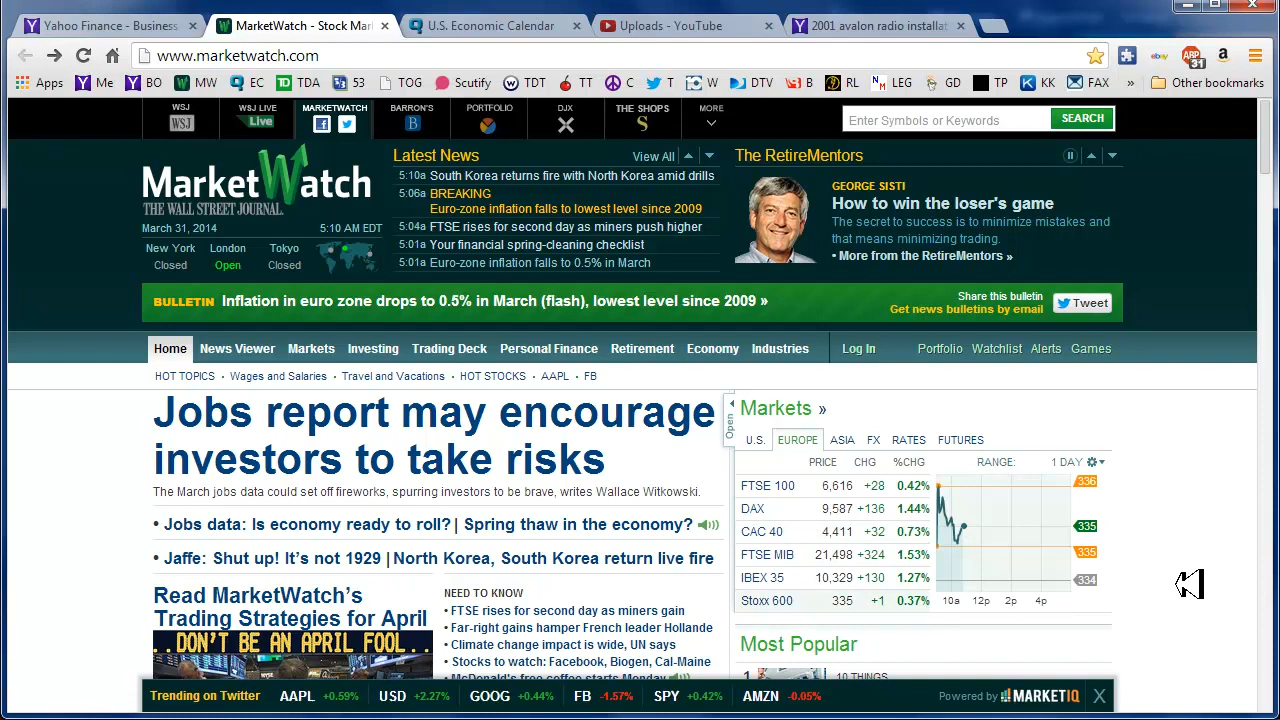 Yahoo Finance - Business
MarketWatch - Stock Mar
U.S. Economic Calendar
Uploads - YouTube
2001 avalon radio installat
www.marketwatch.com
ebay ABP 31 a
Apps Me BO MW EC TDA 53 TOG Scutify TDT TT C T W DTV B RL LEG GD TP KK FAX » Other bookmarks
WSJ WSJ LIVE MARKETWATCH BARRON'S PORTFOLIO DJX THE SHOPS MORE
WSJ Live B S
Enter Symbols or Keywords SEARCH
MarketWatch
THE WALL STREET JOURNAL.
March 31, 2014 5:10 AM EDT
New York London Tokyo
Closed Open Closed
Latest News View All
5:10a South Korea returns fire with North Korea amid drills
5:06a BREAKING
Euro-zone inflation falls to lowest level since 2009
5:04a FTSE rises for second day as miners push higher
5:01a Your financial spring-cleaning checklist
5:01a Euro-zone inflation falls to 0.5% in March
The RetireMentors
GEORGE SISTI
How to win the loser's game
The secret to success is to minimize mistakes and
that means minimizing trading.
• More from the RetireMentors »
BULLETIN Inflation in euro zone drops to 0.5% in March (flash), lowest level since 2009 »
Share this bulletin
Get news bulletins by email
Tweet
Home News Viewer Markets Investing Trading Deck Personal Finance Retirement Economy Industries Log In Portfolio Watchlist Alerts Games
HOT TOPICS • Wages and Salaries • Travel and Vacations • HOT STOCKS • AAPL • FB
Jobs report may encourage
investors to take risks
The March jobs data could set off fireworks, spurring investors to be brave, writes Wallace Witkowski.
• Jobs data: Is economy ready to roll? | Spring thaw in the economy?
• Jaffe: Shut up! It's not 1929 | North Korea, South Korea return live fire
Read MarketWatch's
Trading Strategies for April
..DON'T BE AN APRIL FOOL..
NEED TO KNOW
• FTSE rises for second day as miners gain
• Far-right gains hamper French leader Hollande
• Climate change impact is wide, UN says
• Stocks to watch: Facebook, Biogen, Cal-Maine
• McDonald's free coffee starts Monday
Open
Markets »
U.S. EUROPE ASIA FX RATES FUTURES
PRICE CHG %CHG RANGE: 1 DAY
FTSE 100 6,616 +28 0.42%
DAX 9,587 +136 1.44%
CAC 40 4,411 +32 0.73%
FTSE MIB 21,498 +324 1.53%
IBEX 35 10,329 +130 1.27%
Stoxx 600 335 +1 0.37%
336
335
335
334
10a 12p 2p 4p
Most Popular
1 10 THINGS
Trending on Twitter AAPL +0.59% USD +2.27% GOOG +0.44% FB -1.57% SPY +0.42% AMZN -0.05% Powered by MARKETIQ X